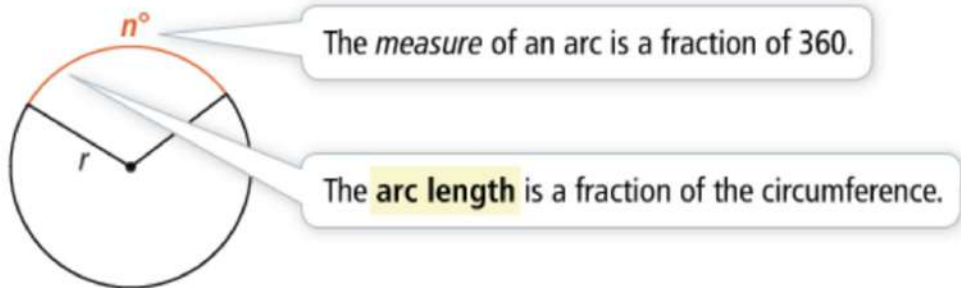 n°
The measure of an arc is a fraction of 360.
r
The arc length is a fraction of the circumference.